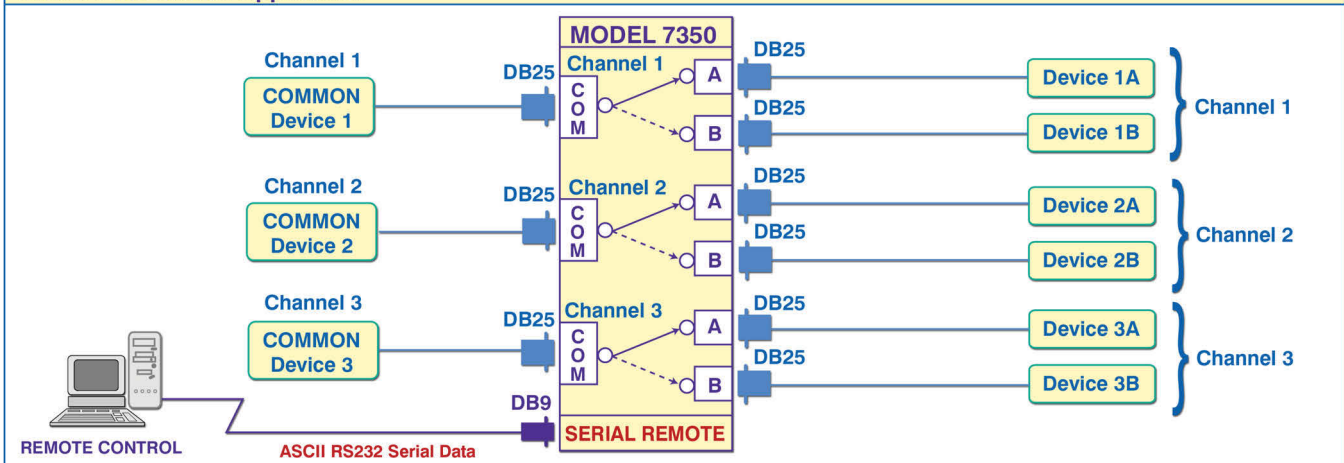 MODEL 7350
Channel 1
COMMON
Device 1
DB25
Channel 1
COM
A
B
DB25
DB25
Device 1A
Device 1B
Channel 1
Channel 2
COMMON
Device 2
DB25
Channel 2
COM
A
B
DB25
DB25
Device 2A
Device 2B
Channel 2
Channel 3
COMMON
Device 3
DB25
Channel 3
COM
A
B
DB25
DB25
Device 3A
Device 3B
Channel 3
REMOTE CONTROL
ASCII RS232 Serial Data
DB9
SERIAL REMOTE